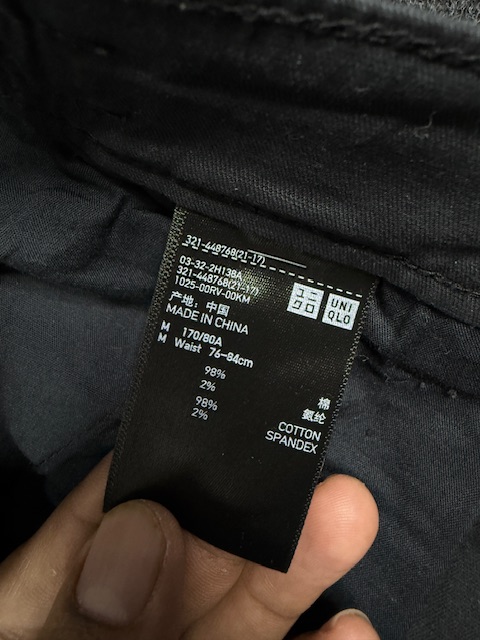 321-448768(21-17)
03-32-2H138A
321-448768(21-17)
1025-00RV-00KM
ユニ
クロ
UNI
QLO
产地: 中国
MADE IN CHINA
M 170/80A
M Waist 76-84cm
98% 棉
2% 氨纶
98% COTTON
2% SPANDEX